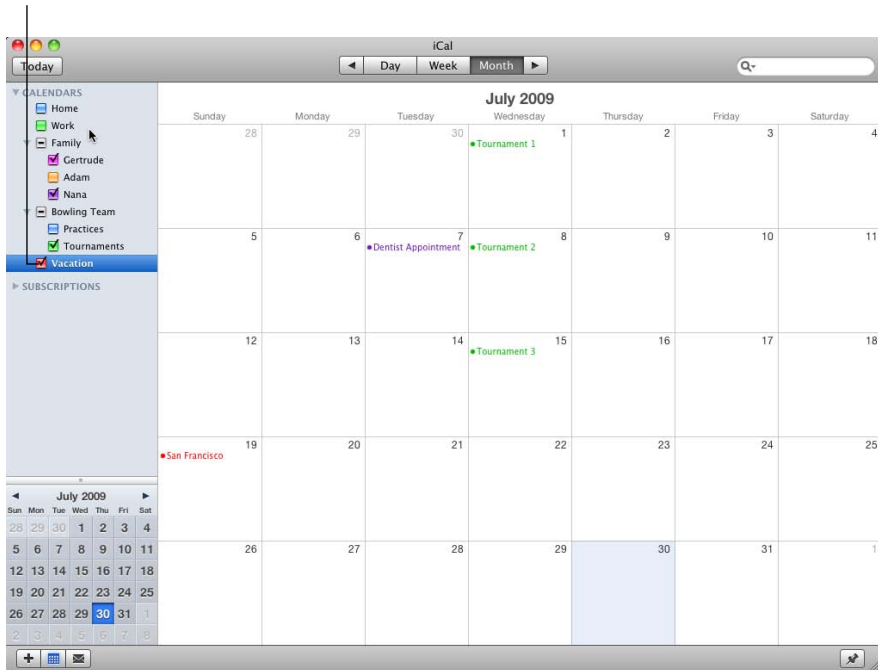 iCal
Today
Day Week Month
CALENDARS
Home
Work
Family
Gertrude
Adam
Nana
Bowling Team
Practices
Tournaments
Vacation
SUBSCRIPTIONS
July 2009
Sunday Monday Tuesday Wednesday Thursday Friday Saturday
28 29 30 1 2 3 4
Tournament 1
5 6 7 8 9 10 11
Dentist Appointment Tournament 2
12 13 14 15 16 17 18
Tournament 3
19 20 21 22 23 24 25
San Francisco
26 27 28 29 30 31 1
July 2009
Sun Mon Tue Wed Thu Fri Sat
28 29 30 1 2 3 4
5 6 7 8 9 10 11
12 13 14 15 16 17 18
19 20 21 22 23 24 25
26 27 28 29 30 31 1
2 3 4 5 6 7 8